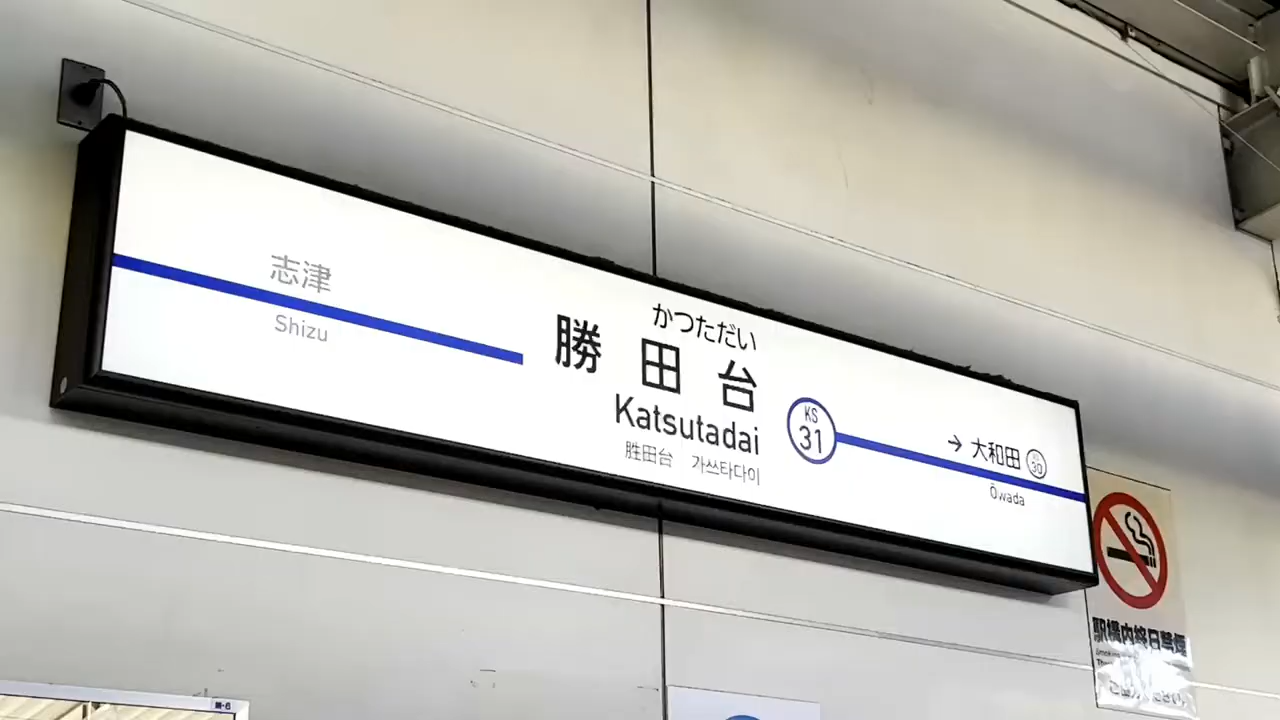 志津
Shizu
かつただい
勝田台
Katsutadai
胜田台 가쓰타다이
KS
31
→ 大和田
30
Ōwada
駅構内終日禁煙